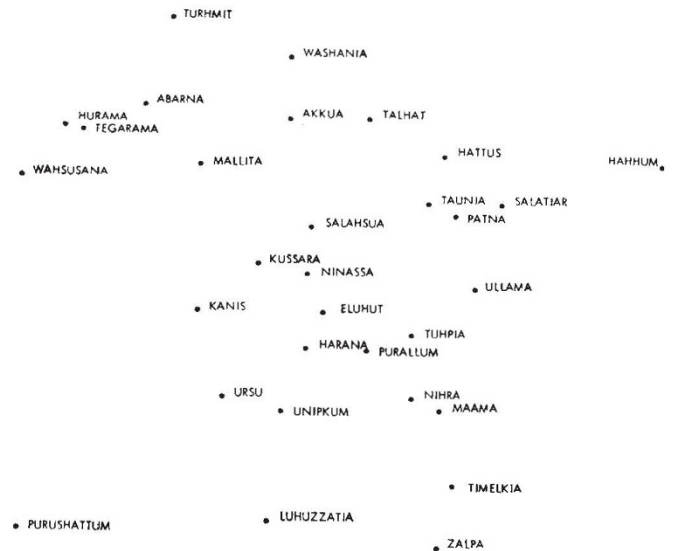 TURHMIT
WASHANIA
ABARNA
HURAMA
TEGARAMA
AKKUA
TALHAT
HATTUS
HAHHUM
WAHSUSANA
MALLITA
TAUNIA
SALATIAR
PATNA
SALAHSUA
KUSSARA
NINASSA
ULLAMA
KANIS
ELUHUT
TUHPIA
HARANA
PURALLUM
URSU
NIHRA
UNIPKUM
MAAMA
TIMELKIA
PURUSHATTUM
LUHUZZATIA
ZALPA